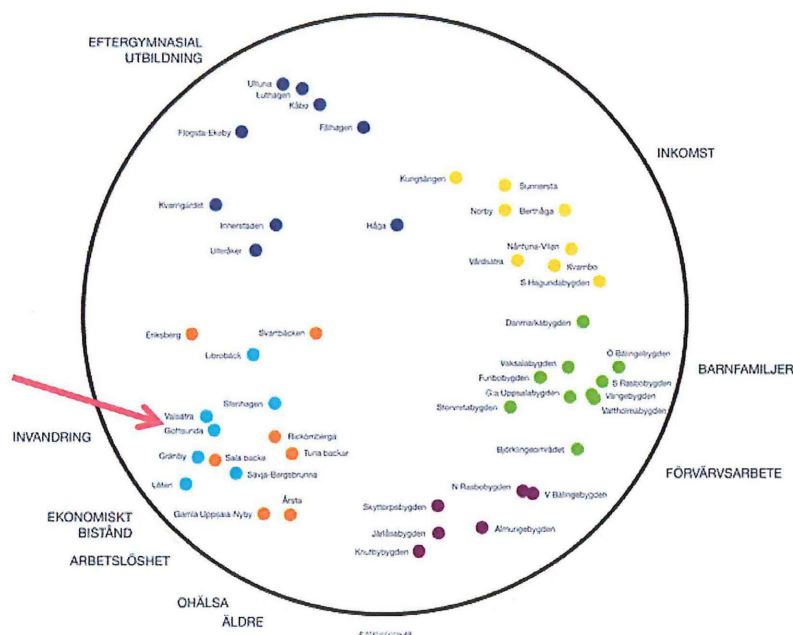 EFTERGYMNASIAL
UTBILDNING
Ultuna
Luthagen
Kåbo
Fålhagen
Flogsta-Ekeby
INKOMST
Kungsängen
Sunnersta
Kvarngärdet
Norby
Berthåga
Innerstaden
Håga
Ulleråker
Nåntuna-Vilan
Vårdsätra
Kvarnbo
S Hagundabygden
Danmarksbygden
Eriksberg
Svartbäcken
Librobäck
Vaksalabygden
Ö Bälingebygden
BARNFAMILJER
Funbobygden
S Rasbobygden
G:a Uppsalabygden
Vängebygden
Stenhagen
Storvretabygden
Vattholmabygden
Valsätra
Gottsunda
INVANDRING
Rickomberga
Björklingeområdet
Gränby
Sala backe
Tuna backar
Sävja-Bergsbrunna
FÖRVÄRVSARBETE
Löten
N Rasbobygden
V Bälingebygden
Årsta
Skyttorpsbygden
Gamla Uppsala-Nyby
EKONOMISKT
BISTÅND
Almungebygden
Järlåsabygden
Knutbybygden
ARBETSLÖSHET
OHÄLSA
ÄLDRE